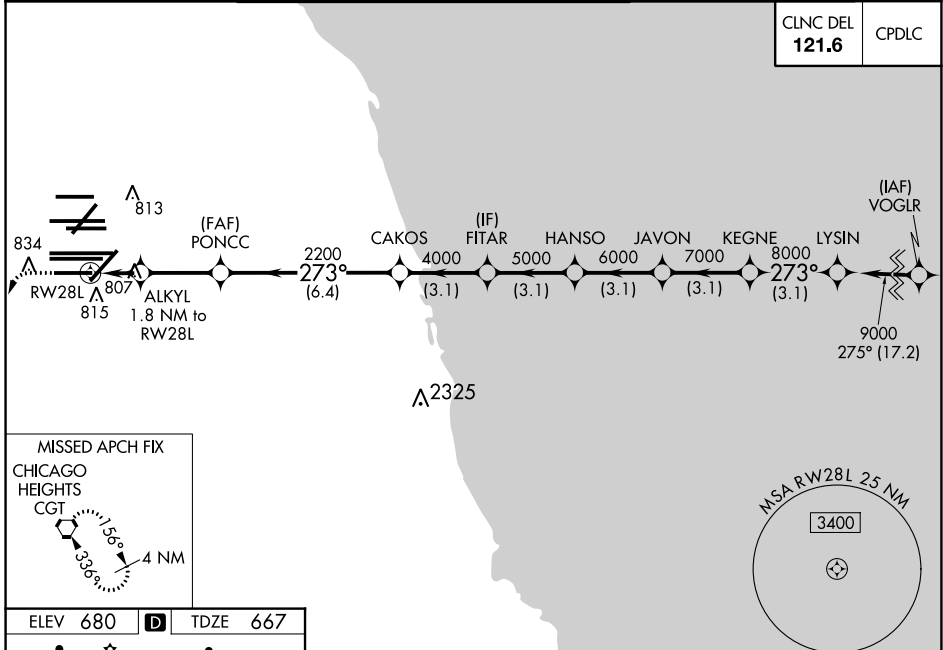 CLNC DEL
121.6
CPDLC
813
834
807
815
RW28L
ALKYL
1.8 NM to
RW28L
(FAF)
PONCC
2200
273°
(6.4)
CAKOS
4000
(3.1)
(IF)
FITAR
5000
(3.1)
HANSO
6000
(3.1)
JAVON
7000
(3.1)
KEGNE
8000
273°
(3.1)
LYSIN
(IAF)
VOGLR
9000
275° (17.2)
2325
MISSED APCH FIX
CHICAGO
HEIGHTS
CGT
156°
336°
4 NM
MSA RW28L 25 NM
3400
ELEV 680
D
TDZE 667